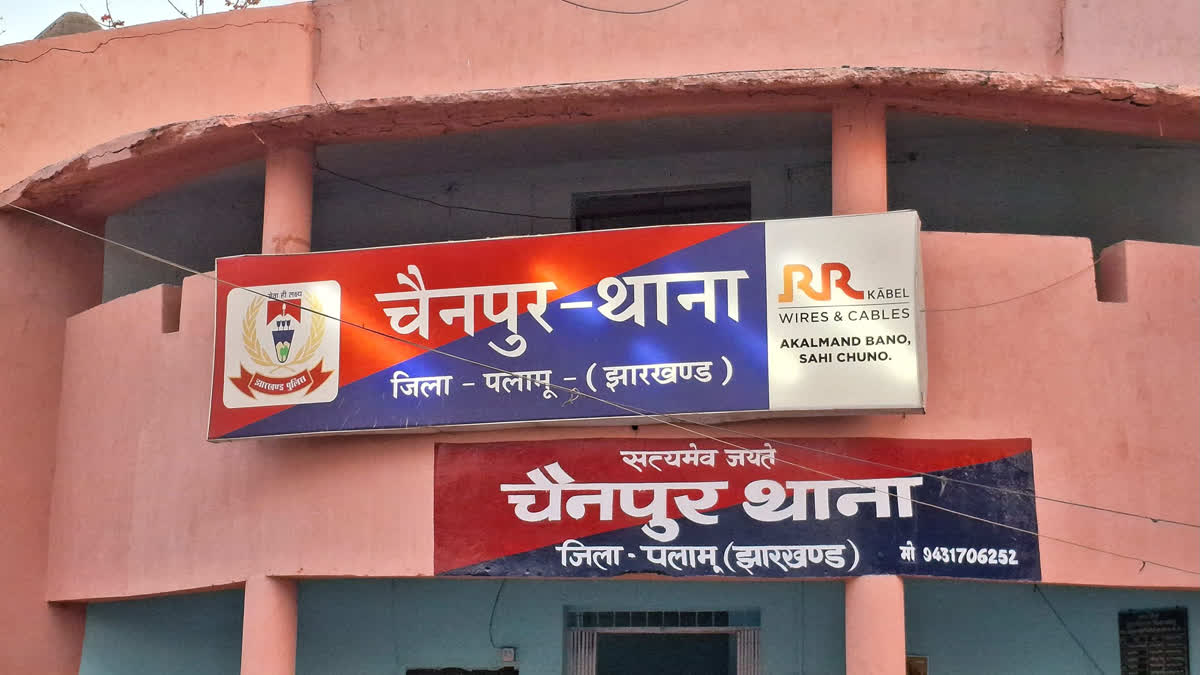 सेवा ही लक्ष्य
झारखण्ड पुलिस
चैनपुर - थाना
जिला - पलामू - ( झारखण्ड )
RR KĀBEL
WIRES & CABLES
AKALMAND BANO,
SAHI CHUNO.
सत्यमेव जयते
चैनपुर थाना
जिला - पलामू (झारखण्ड)
मो 9431706252